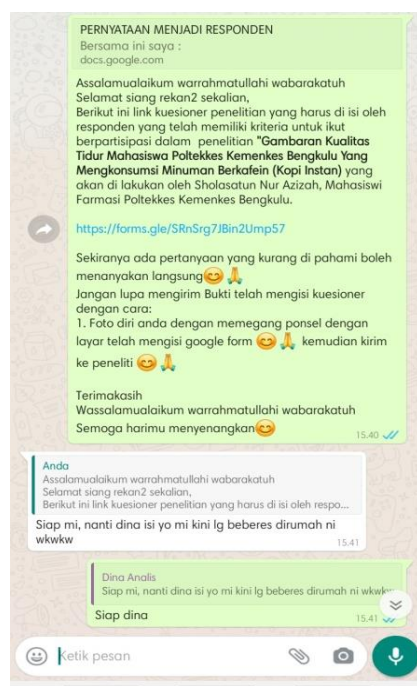 PERNYATAAN MENJADI RESPONDEN
Bersama ini saya :
docs.google.com
Assalamualaikum warrahmatullahi wabarakatuh
Selamat siang rekan2 sekalian,
Berikut ini link kuesioner penelitian yang harus di isi oleh
responden yang telah memiliki kriteria untuk ikut
berpartisipasi dalam penelitian "Gambaran Kualitas
Tidur Mahasiswa Poltekkes Kemenkes Bengkulu Yang
Mengkonsumsi Minuman Berkafein (Kopi Instan) yang
akan di lakukan oleh Sholasatun Nur Azizah, Mahasiswi
Farmasi Poltekkes Kemenkes Bengkulu.
https://forms.gle/SRnSrg7JBin2Ump57
Sekiranya ada pertanyaan yang kurang di pahami boleh
menanyakan langsung😊🙏
Jangan lupa mengirim Bukti telah mengisi kuesioner
dengan cara:
1. Foto diri anda dengan memegang ponsel dengan
layar telah mengisi google form 😊🙏 kemudian kirim
ke peneliti 😊🙏
Terimakasih
Wassalamualaikum warrahmatullahi wabarakatuh
Semoga harimu menyenangkan😊
15.40
Anda
Assalamualaikum warrahmatullahi wabarakatuh
Selamat siang rekan2 sekalian,
Berikut ini link kuesioner penelitian yang harus di isi oleh respo...
Siap mi, nanti dina isi yo mi kini lg beberes dirumah ni
wkwkw
15.41
Dina Analis
Siap mi, nanti dina isi yo mi kini lg beberes dirumah ni wkwkw
Siap dina
15.41
Ketik pesan